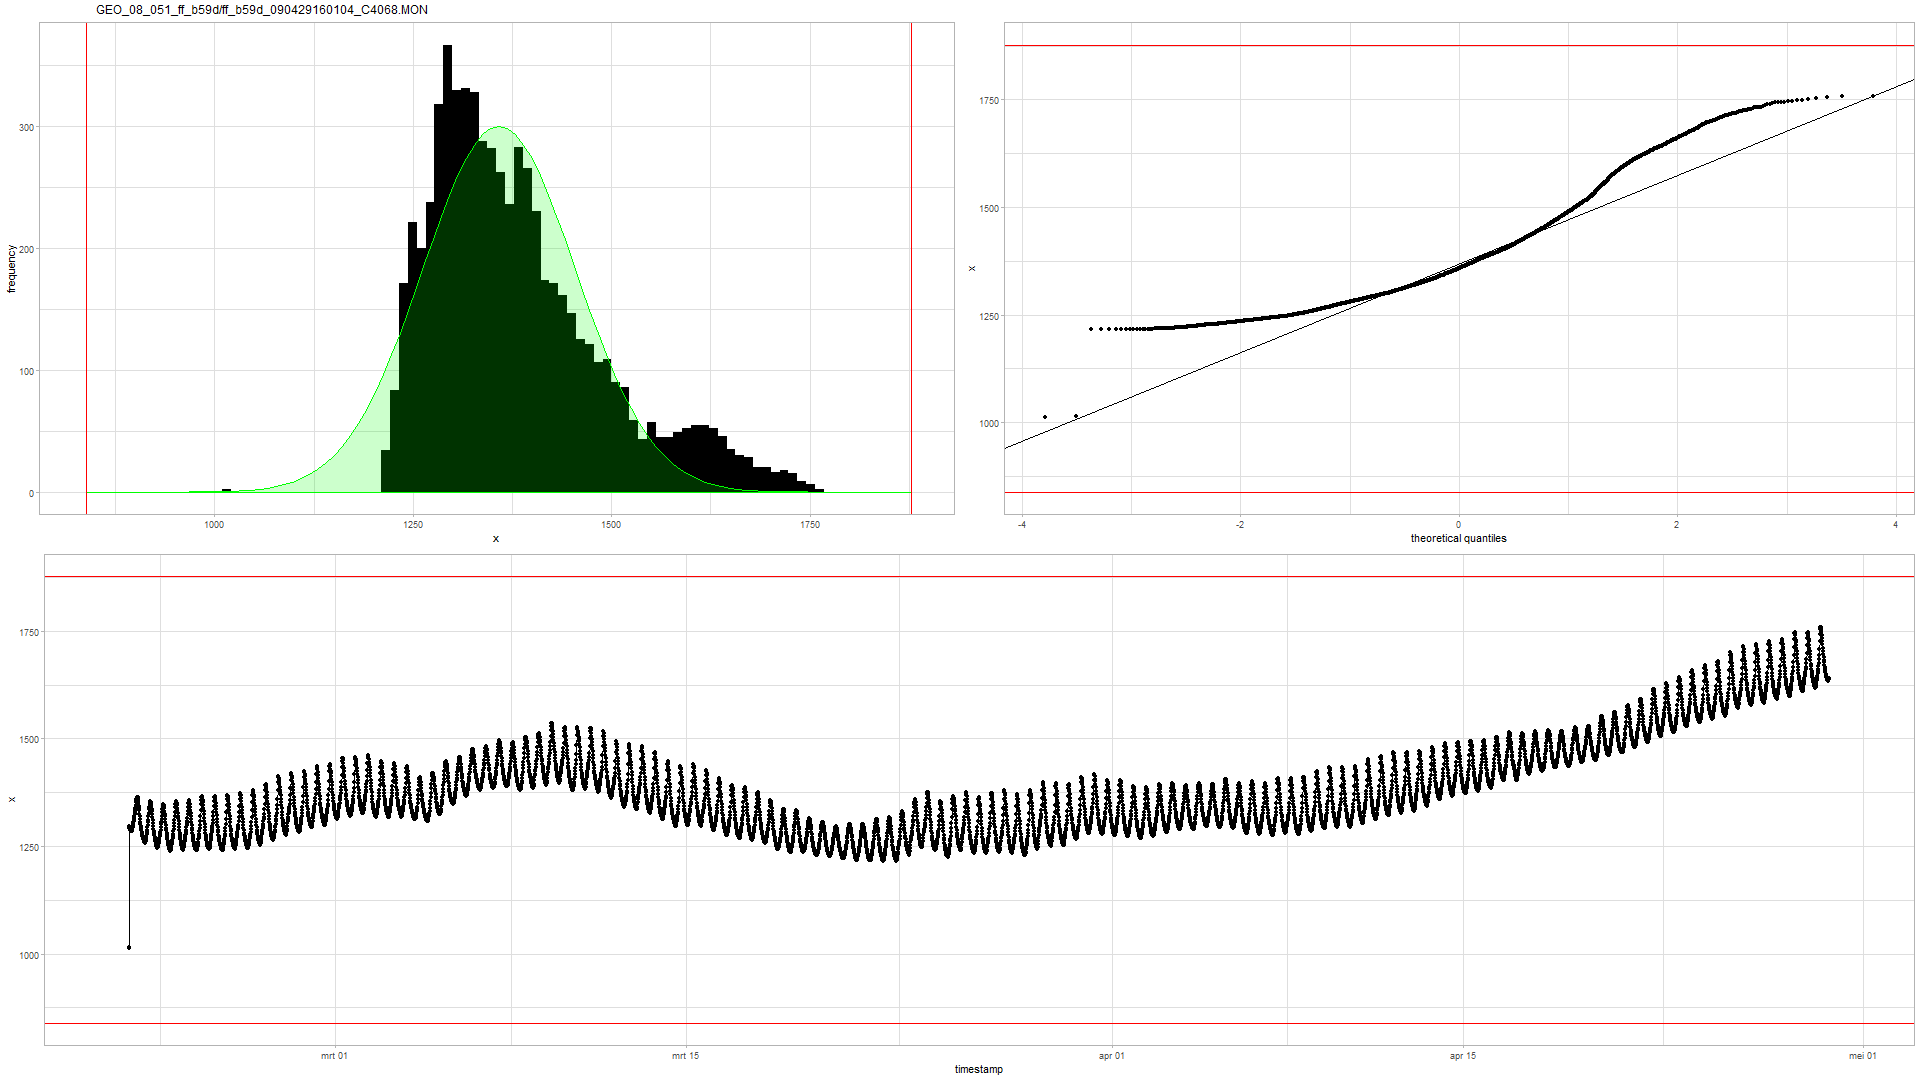 GEO_08_051_ff_b59d/ff_b59d_090429160104_C4068.MON
frequency
300
200
100
0
1000
1250
1500
1750
x
x
1750
1500
1250
1000
-4
-2
0
2
4
theoretical quantiles
x
1750
1500
1250
1000
mrt 01
mrt 15
apr 01
apr 15
mei 01
timestamp